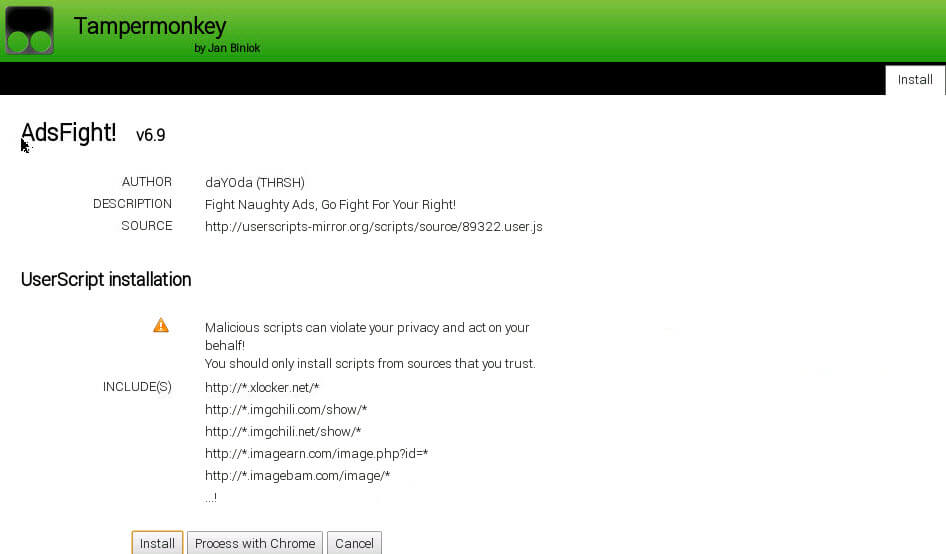 Tampermonkey
by Jan Biniok
Install
AdsFight! v6.9
AUTHOR daYOda (THRSH)
DESCRIPTION Fight Naughty Ads, Go Fight For Your Right!
SOURCE http://userscripts-mirror.org/scripts/source/89322.user.js
UserScript installation
Malicious scripts can violate your privacy and act on your
behalf!
You should only install scripts from sources that you trust.
INCLUDE(S) http://*.xlocker.net/*
http://*.imgchili.com/show/*
http://*.imgchili.net/show/*
http://*.imagearn.com/image.php?id=*
http://*.imagebam.com/image/*
...!
Install Process with Chrome Cancel